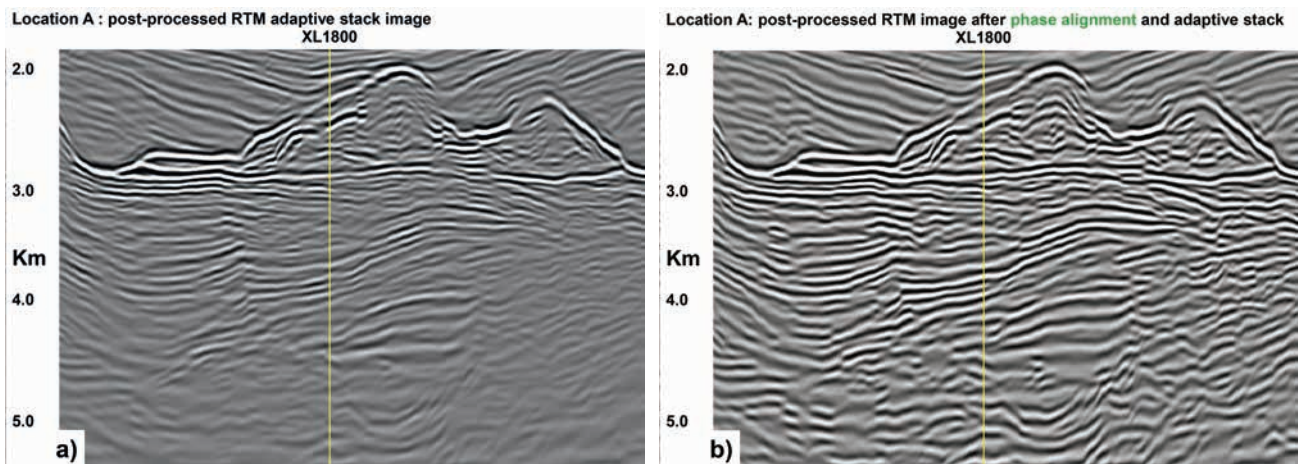 Location A : post-processed RTM adaptive stack image
XL1800
2.0
3.0
Km
4.0
5.0
a)
Location A: post-processed RTM image after phase alignment and adaptive stack
XL1800
2.0
3.0
Km
4.0
5.0
b)